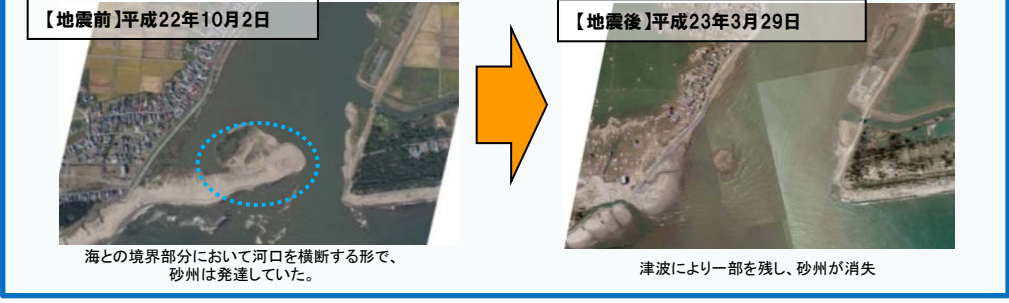 【地震前】平成22年10月2日
【地震後】平成23年3月29日
海との境界部分において河口を横断する形で、
砂州は発達していた。
津波により一部を残し、砂州が消失